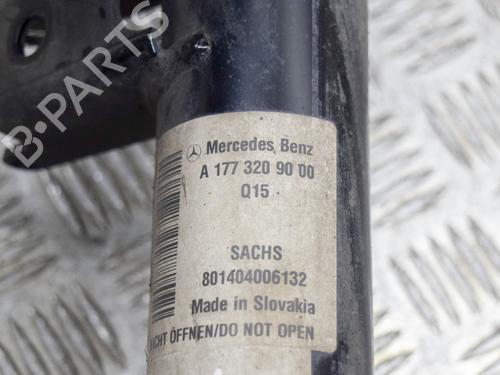 Mercedes Benz
A 177 320 90 00
Q15
SACHS
801404006132
Made in Slovakia
NICHT ÖFFNEN/DO NOT OPEN
B-PARTS